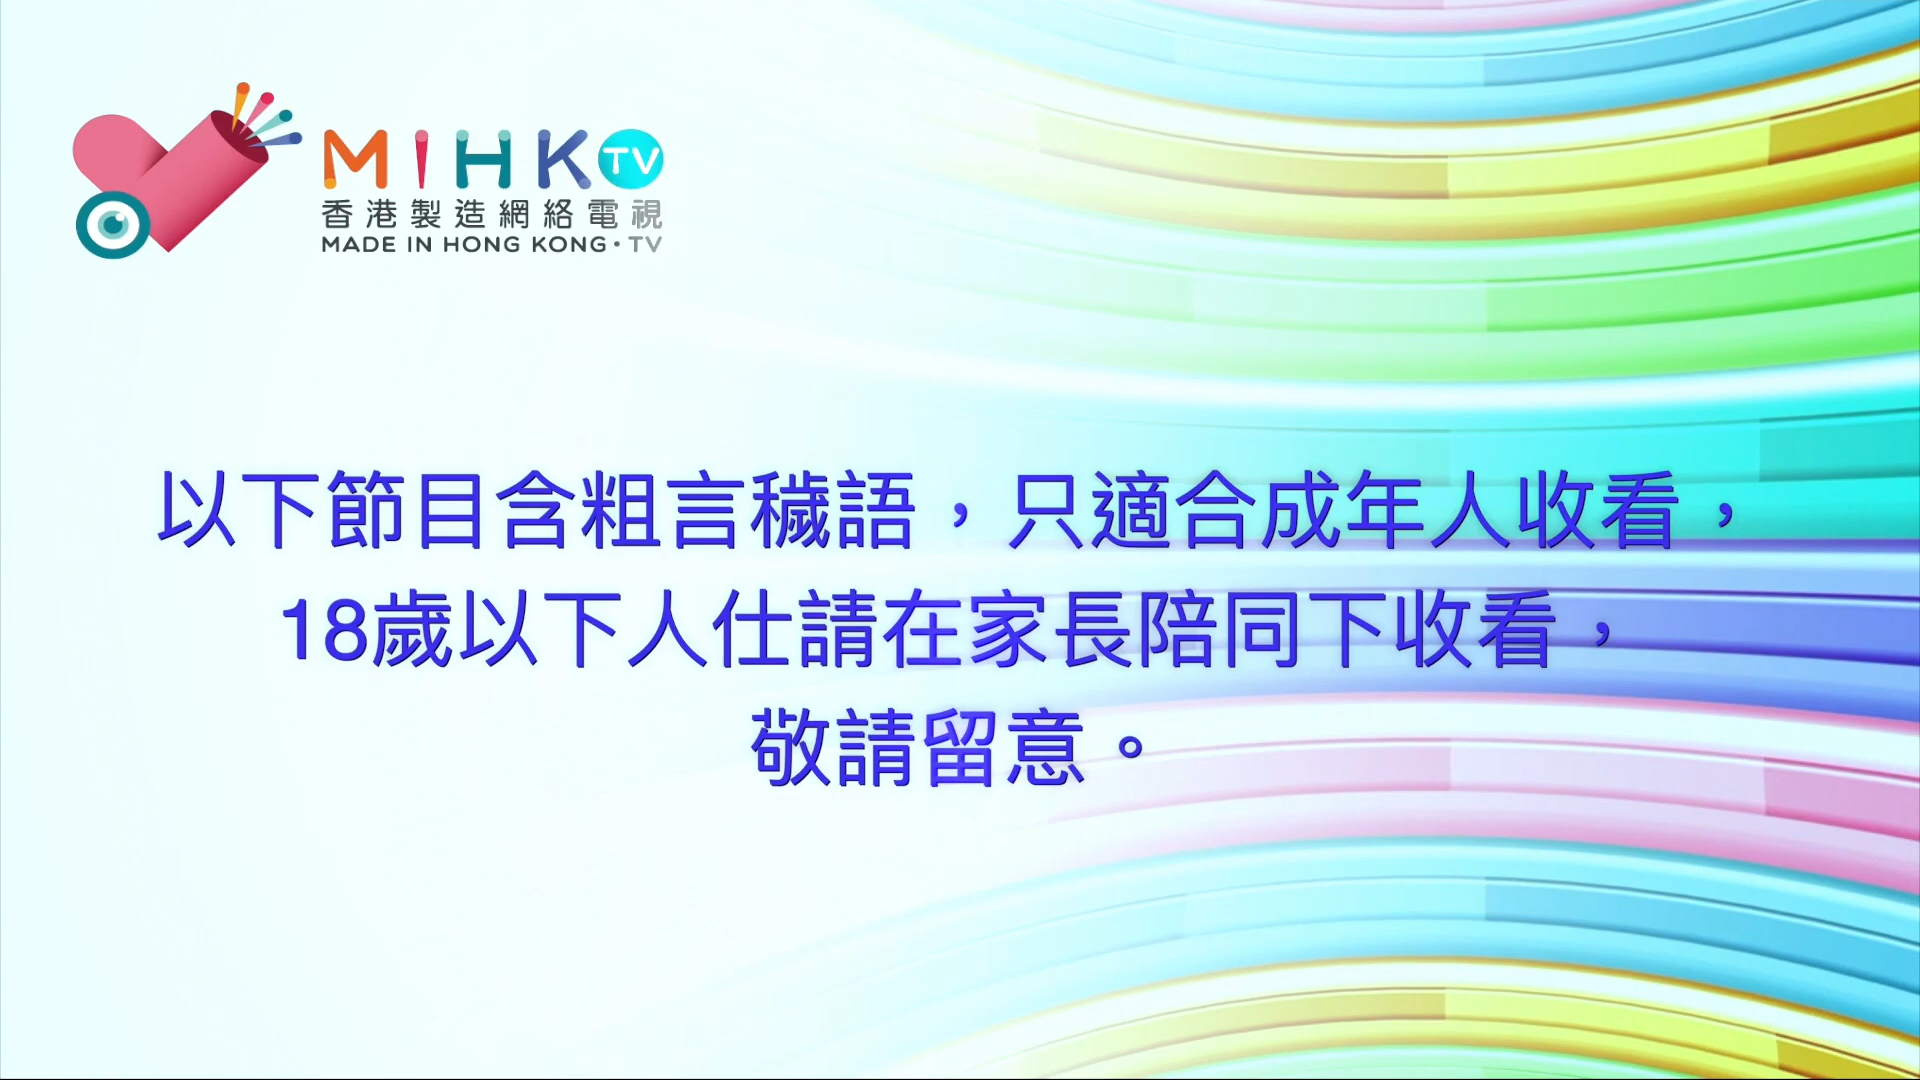 MIHK TV
香港製造網絡電視
MADE IN HONG KONG • TV
以下節目含粗言穢語，只適合成年人收看，
18歲以下人仕請在家長陪同下收看，
敬請留意。